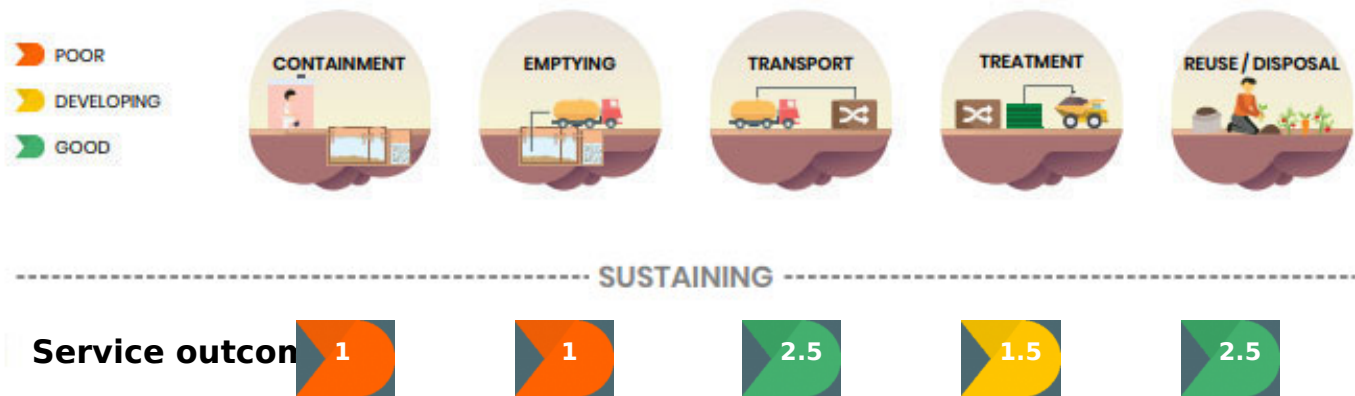 POOR
DEVELOPING
GOOD
CONTAINMENT
EMPTYING
TRANSPORT
TREATMENT
REUSE / DISPOSAL
SUSTAINING
Service outcom
1
1
2.5
1.5
2.5